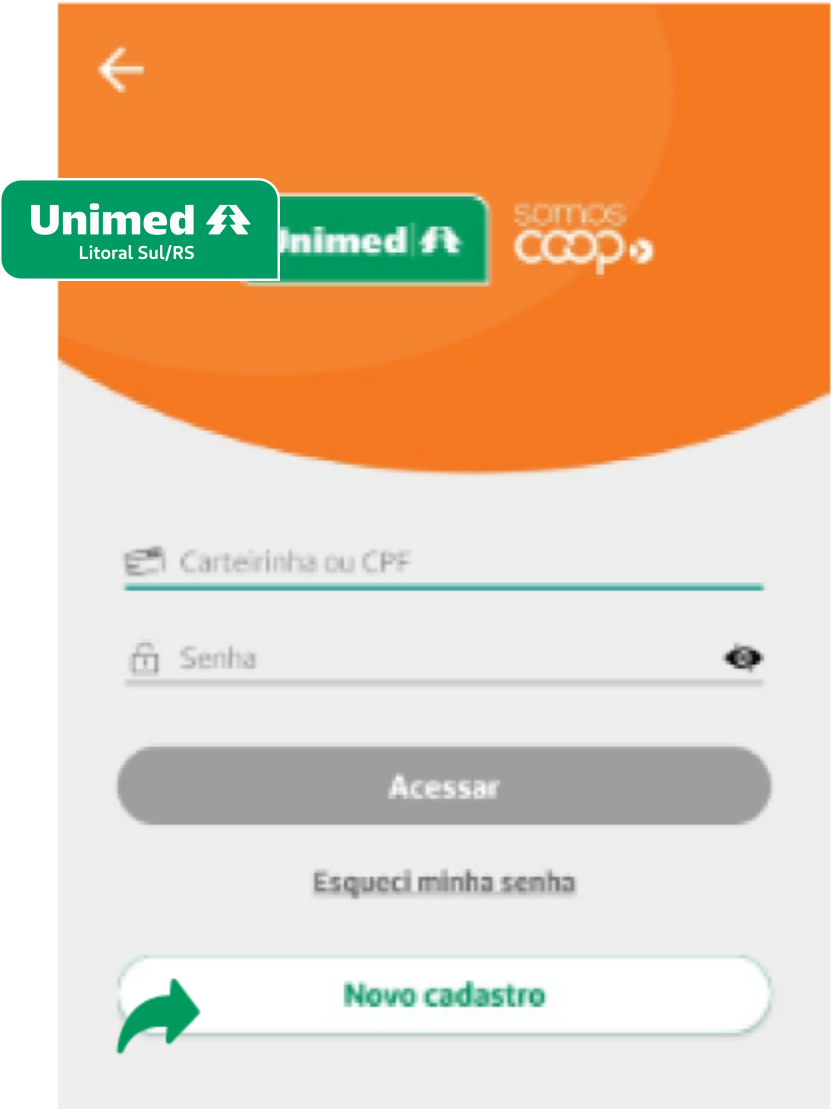 Unimed
Litoral Sul/RS
Unimed
somos
coop
Carteirinha ou CPF
Senha
Acessar
Esqueci minha senha
Novo cadastro